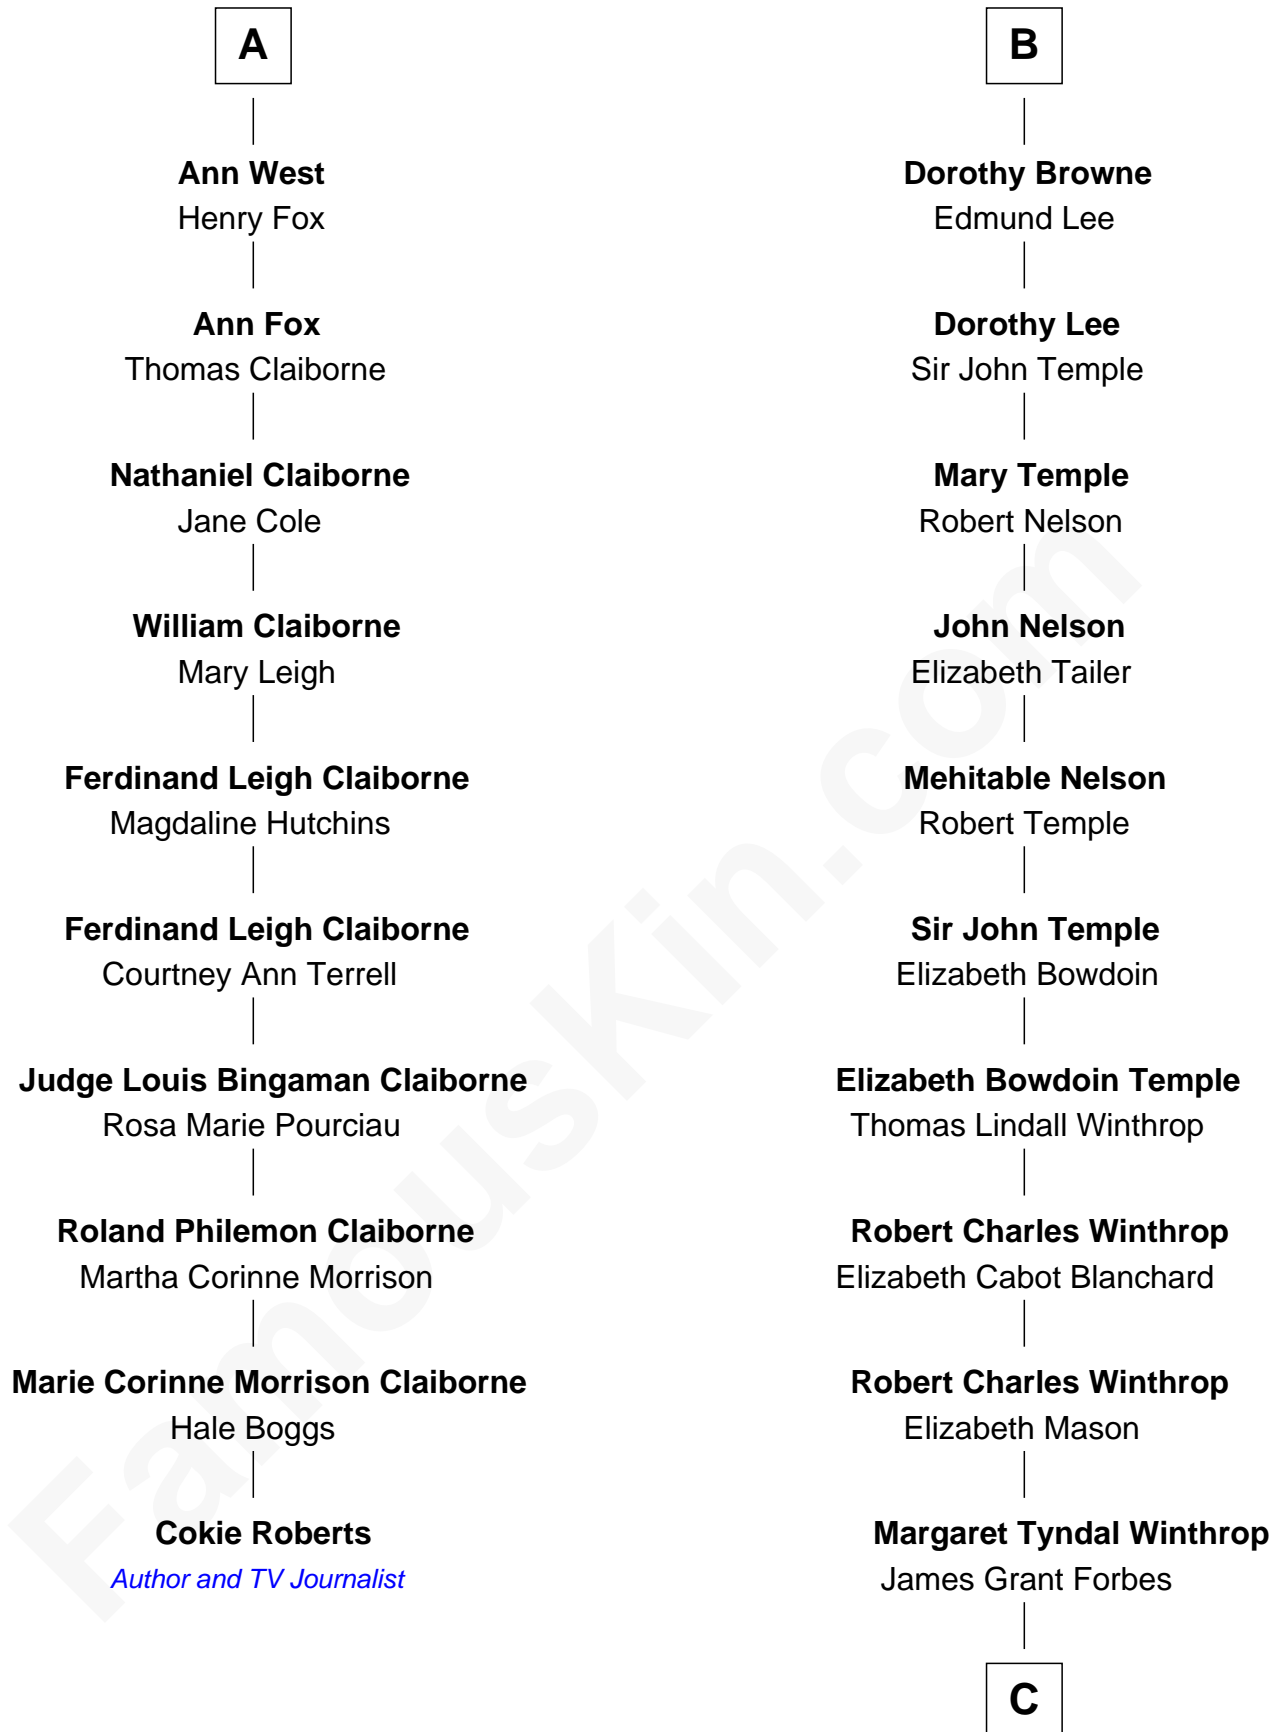 A
Ann West
Henry Fox
Ann Fox
Thomas Claiborne
Nathaniel Claiborne
Jane Cole
William Claiborne
Mary Leigh
Ferdinand Leigh Claiborne
Magdaline Hutchins
Ferdinand Leigh Claiborne
Courtney Ann Terrell
Judge Louis Bingaman Claiborne
Rosa Marie Pourciau
Roland Philemon Claiborne
Martha Corinne Morrison
Marie Corinne Morrison Claiborne
Hale Boggs
Cokie Roberts
Author and TV Journalist
B
Dorothy Browne
Edmund Lee
Dorothy Lee
Sir John Temple
Mary Temple
Robert Nelson
John Nelson
Elizabeth Tailer
Mehitable Nelson
Robert Temple
Sir John Temple
Elizabeth Bowdoin
Elizabeth Bowdoin Temple
Thomas Lindall Winthrop
Robert Charles Winthrop
Elizabeth Cabot Blanchard
Robert Charles Winthrop
Elizabeth Mason
Margaret Tyndal Winthrop
James Grant Forbes
C
FamousKin.com